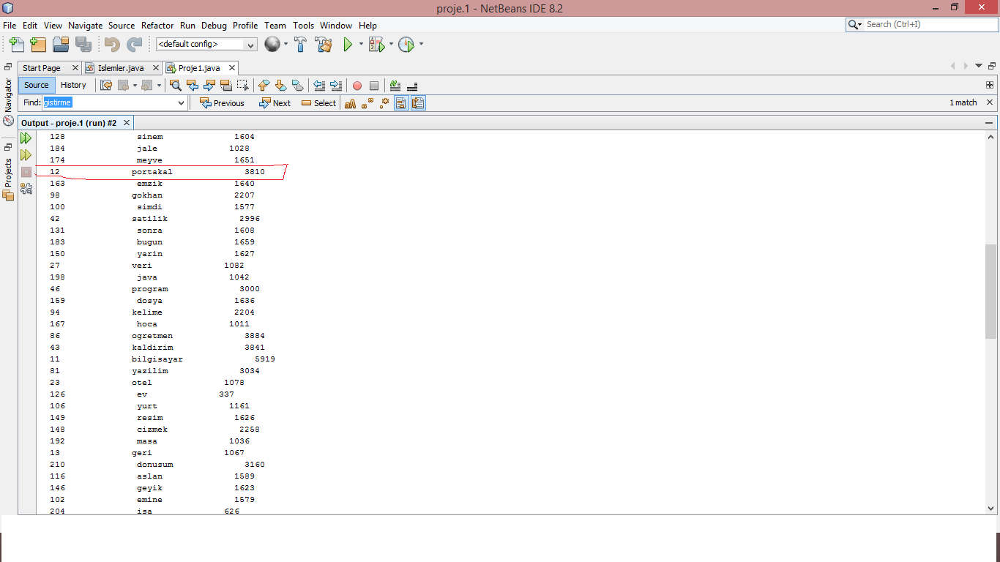 proje.1 - NetBeans IDE 8.2
File Edit View Navigate Source Refactor Run Debug Profile Team Tools Window Help
Search (Ctrl+I)
<default config>
Start Page Islemler.java Proje1.java
Source History
Navigator
Projects
Find: gistirme Previous Next Select 1 match
Output - proje.1 (run) #2
128 sinem 1604
184 jale 1028
174 meyve 1651
12 portakal 3810
163 emzik 1640
98 gokhan 2207
100 simdi 1577
42 satilik 2996
131 sonra 1608
183 bugun 1659
150 yarin 1627
27 veri 1082
198 java 1042
46 program 3000
159 dosya 1636
94 kelime 2204
167 hoca 1011
86 ogretmen 3884
43 kaldirim 3841
11 bilgisayar 5919
81 yazilim 3034
23 otel 1078
126 ev 337
106 yurt 1161
149 resim 1626
148 cizmek 2258
192 masa 1036
13 geri 1067
210 donusum 3160
116 aslan 1589
146 geyik 1623
102 emine 1579
204 isa 626